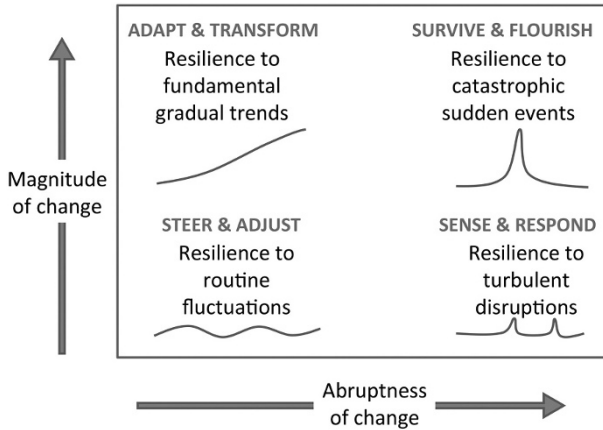 ADAPT & TRANSFORM
Resilience to
fundamental
gradual trends
SURVIVE & FLOURISH
Resilience to
catastrophic
sudden events
Magnitude
of change
STEER & ADJUST
Resilience to
routine
fluctuations
SENSE & RESPOND
Resilience to
turbulent
disruptions
Abruptness
of change